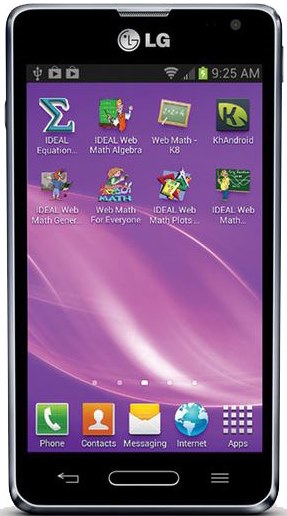 LG
9:25 AM
IDEAL Equation...
IDEAL Web Math Algebra
Web Math - K8
KhAndroid
IDEAL Web Math Gener...
MATH
Web Math For Everyone
IDEAL Web Math Plots ...
IDEAL Web Math...
Phone
Contacts
Messaging
Internet
Apps